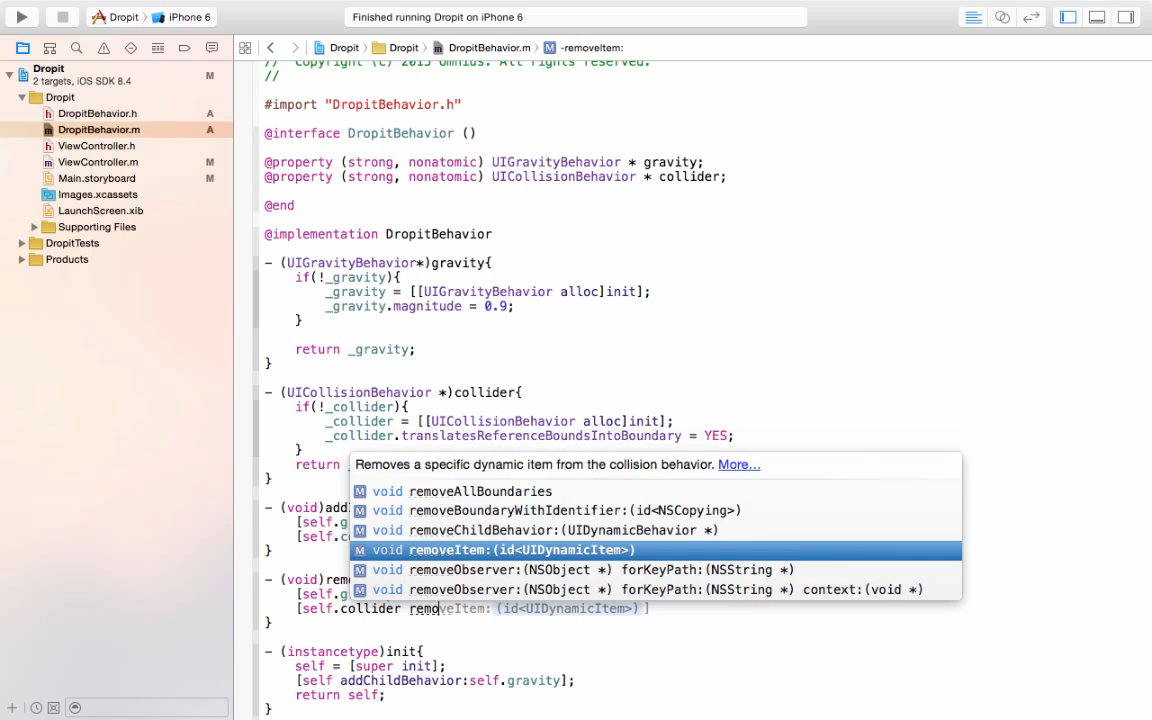 Dropit 〉 iPhone 6
Finished running Dropit on iPhone 6
Dropit 〉 Dropit 〉 DropitBehavior.m 〉 M -removeItem:
Dropit M
2 targets, iOS SDK 8.4
Dropit
DropitBehavior.h A
DropitBehavior.m A
ViewController.h
ViewController.m M
Main.storyboard M
Images.xcassets
LaunchScreen.xib
Supporting Files
DropitTests
Products
//  Copyright (c) 2015 Omnius. All rights reserved.
//
#import "DropitBehavior.h"
@interface DropitBehavior ()
@property (strong, nonatomic) UIGravityBehavior * gravity;
@property (strong, nonatomic) UICollisionBehavior * collider;
@end
@implementation DropitBehavior
- (UIGravityBehavior*)gravity{
if(!_gravity){
_gravity = [[UIGravityBehavior alloc]init];
_gravity.magnitude = 0.9;
}
return _gravity;
}
- (UICollisionBehavior *)collider{
if(!_collider){
_collider = [[UICollisionBehavior alloc]init];
_collider.translatesReferenceBoundsIntoBoundary = YES;
}
return _
}
Removes a specific dynamic item from the collision behavior. More...
M void removeAllBoundaries
M void removeBoundaryWithIdentifier:(id<NSCopying>)
M void removeChildBehavior:(UIDynamicBehavior *)
M void removeItem:(id<UIDynamicItem>)
M void removeObserver:(NSObject *) forKeyPath:(NSString *)
M void removeObserver:(NSObject *) forKeyPath:(NSString *) context:(void *)
- (void)add
[self.g
[self.c
}
- (void)rem
[self.g
[self.collider removeItem:(id<UIDynamicItem>) ]
}
- (instancetype)init{
self = [super init];
[self addChildBehavior:self.gravity];
return self;
}